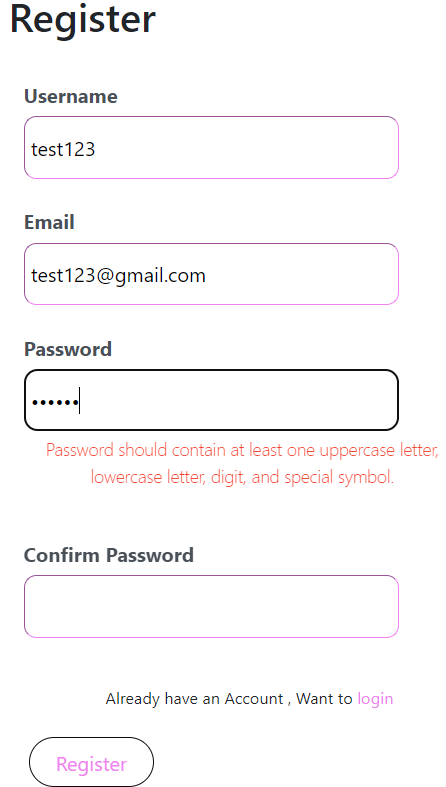 Register
Username
test123
Email
test123@gmail.com
Password
••••••
Password should contain at least one uppercase letter,
lowercase letter, digit, and special symbol.
Confirm Password
Already have an Account , Want to login
Register